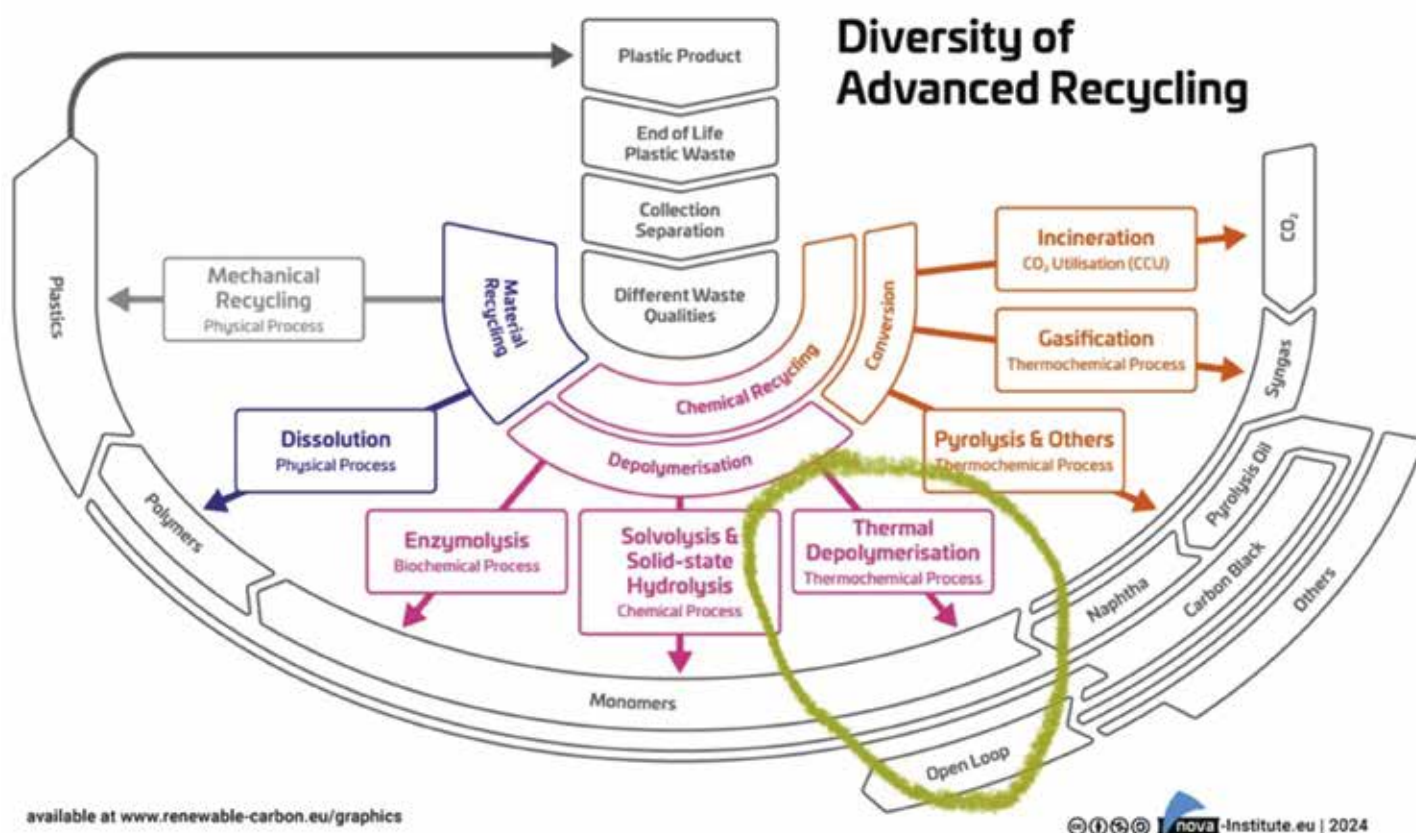 Diversity of
Advanced Recycling
Plastic Product
End of Life
Plastic Waste
Collection
Separation
Different Waste
Qualities
Plastics
Mechanical
Recycling
Physical Process
Material
Recycling
Chemical Recycling
Conversion
Incineration
CO₂ Utilisation (CCU)
CO₂
Gasification
Thermochemical Process
Syngas
Dissolution
Physical Process
Depolymerisation
Pyrolysis & Others
Thermochemical Process
Pyrolysis Oil
Polymers
Enzymolysis
Biochemical Process
Solvolysis &
Solid-state
Hydrolysis
Chemical Process
Thermal
Depolymerisation
Thermochemical Process
Naphtha
Carbon Black
Others
Monomers
Open Loop
available at www.renewable-carbon.eu/graphics
nova-Institute.eu | 2024